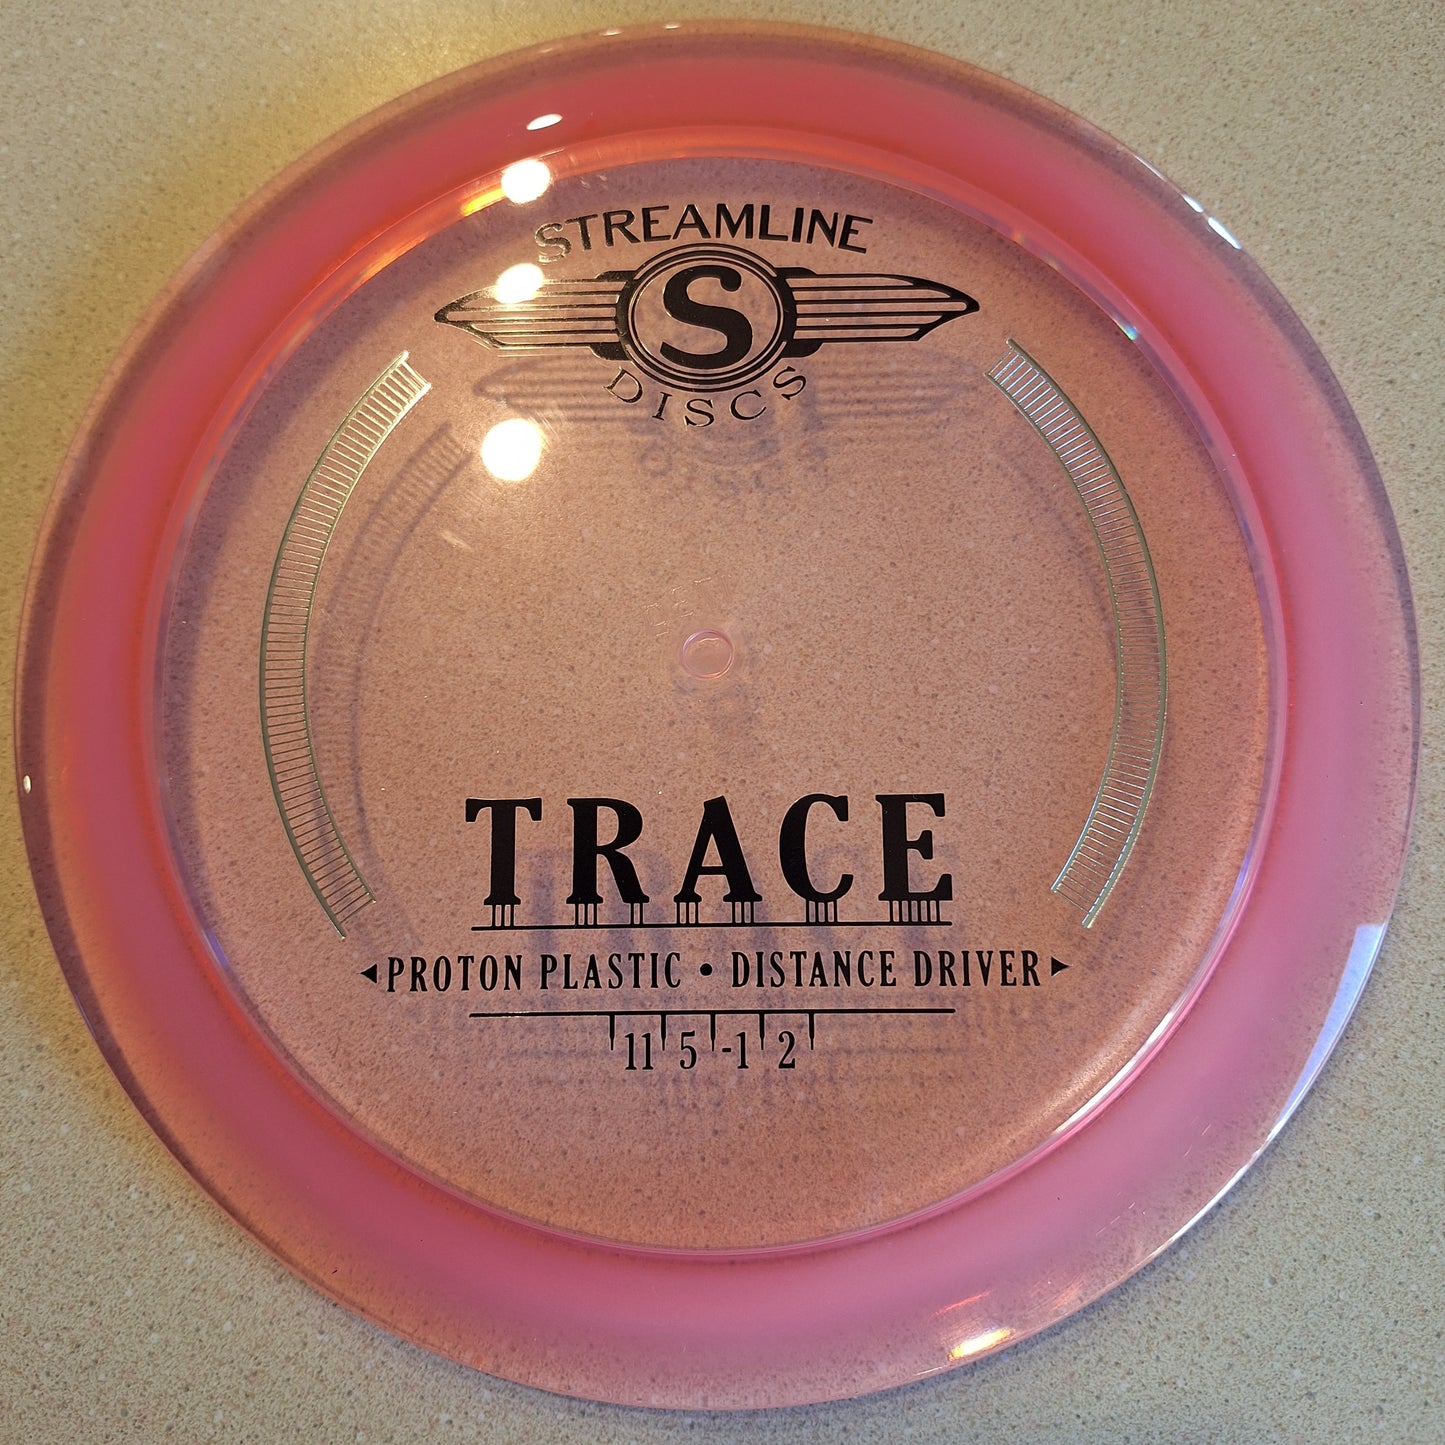 STREAMLINE
S
DISCS
TRACE
PROTON PLASTIC • DISTANCE DRIVER
11 5 -1 2